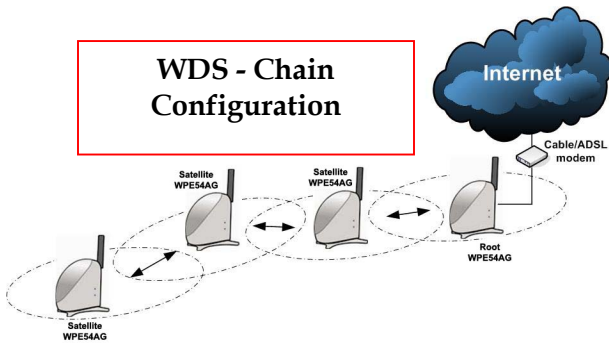 WDS - Chain
Configuration
Internet
Cable/ADSL
modem
Satellite
WPE54AG
Satellite
WPE54AG
Root
WPE54AG
Satellite
WPE54AG